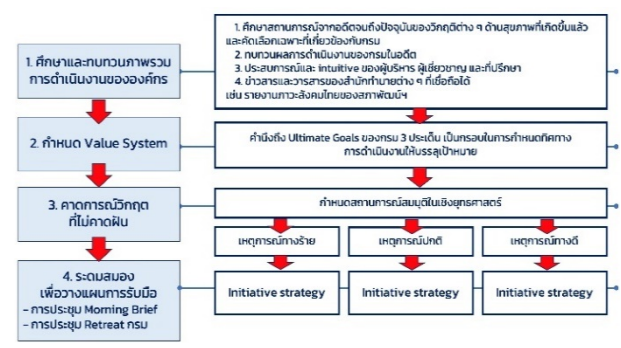 1. ศึกษาและทบทวนภาพรวม
การดำเนินงานขององค์กร
1. ศึกษาสถานการณ์จากอดีตจนถึงปัจจุบันของวิกฤติต่าง ๆ ด้านสุขภาพที่เกิดขึ้นแล้ว
และคัดเลือกเฉพาะที่เกี่ยวข้องกับกรม
2. ทบทวนผลการดำเนินงานของกรมในอดีต
3. ประสบการณ์และ intuitive ของผู้บริหาร ผู้เชี่ยวชาญ และที่ปรึกษา
4. ข่าวสารและวารสารของสำนักทำนายต่าง ๆ ที่เชื่อถือได้
เช่น รายงานภาวะสังคมไทยของสภาพัฒน์ฯ
2. กำหนด Value System
คำนึงถึง Ultimate Goals ของกรม 3 ประเด็น เป็นกรอบในการกำหนดทิศทาง
การดำเนินงานให้บรรลุเป้าหมาย
3. คาดการณ์วิกฤต
ที่ไม่คาดฝัน
กำหนดสถานการณ์สมมุติในเชิงยุทธศาสตร์
เหตุการณ์ทางร้าย
เหตุการณ์ปกติ
เหตุการณ์ทางดี
4. ระดมสมอง
เพื่อวางแผนการรับมือ
- การประชุม Morning Brief
- การประชุม Retreat กรม
Initiative strategy
Initiative strategy
Initiative strategy